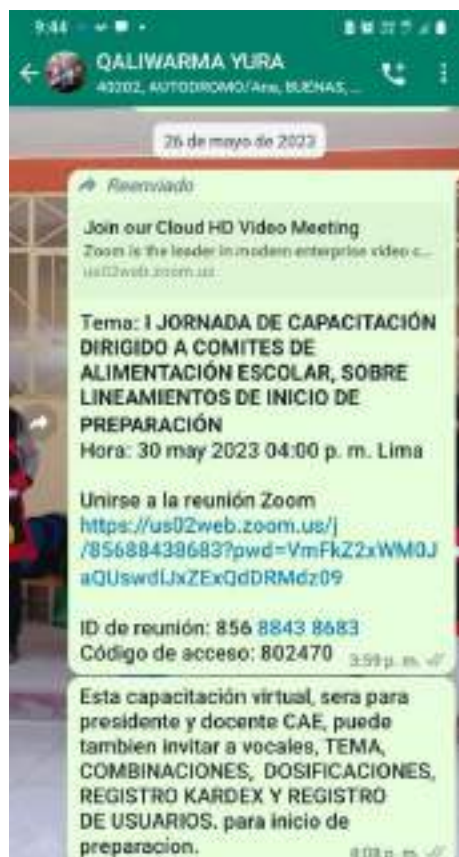 9:44
QALIWARMA YURA
40202, AUTODROMO/Ana, BUENAS, ...
26 de mayo de 2023
Reenviado
Join our Cloud HD Video Meeting
Zoom is the leader in modern enterprise video c...
us02web.zoom.us
Tema: I JORNADA DE CAPACITACIÓN
DIRIGIDO A COMITES DE
ALIMENTACIÓN ESCOLAR, SOBRE
LINEAMIENTOS DE INICIO DE
PREPARACIÓN
Hora: 30 may 2023 04:00 p. m. Lima
Unirse a la reunión Zoom
https://us02web.zoom.us/j
/85688438683?pwd=VmFkZ2xWM0J
aQUswdlJxZExQdDRMdz09
ID de reunión: 856 8843 8683
Código de acceso: 802470 3:59 p. m.
Esta capacitación virtual, sera para
presidente y docente CAE, puede
tambien invitar a vocales, TEMA,
COMBINACIONES, DOSIFICACIONES,
REGISTRO KARDEX Y REGISTRO
DE USUARIOS. para inicio de
preparacion. 4:03 p. m.